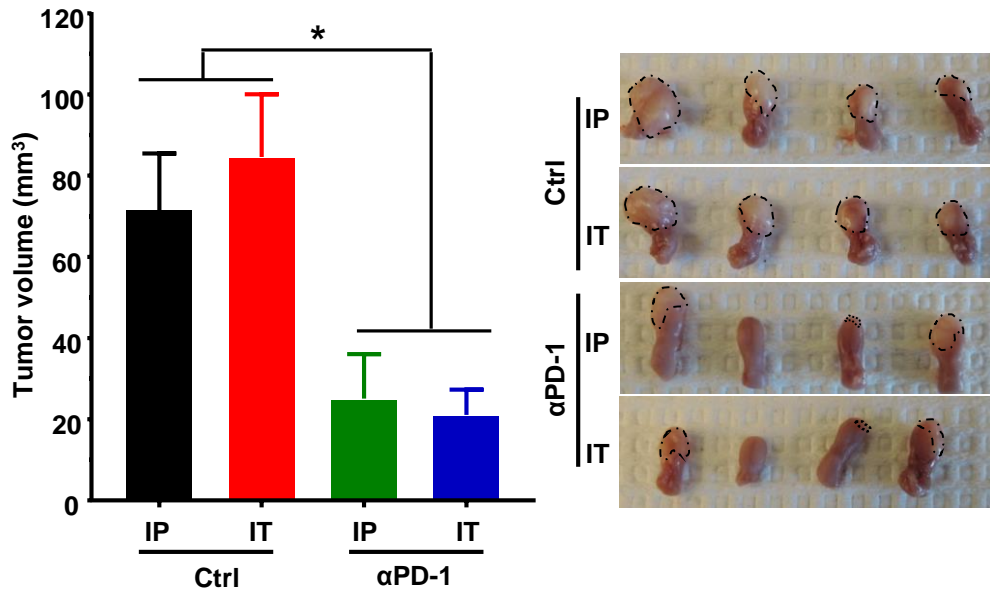 120
100
80
60
40
20
0
Tumor volume (mm³)
*
IP IT IP IT
Ctrl αPD-1
Ctrl
IP
IT
αPD-1
IP
IT